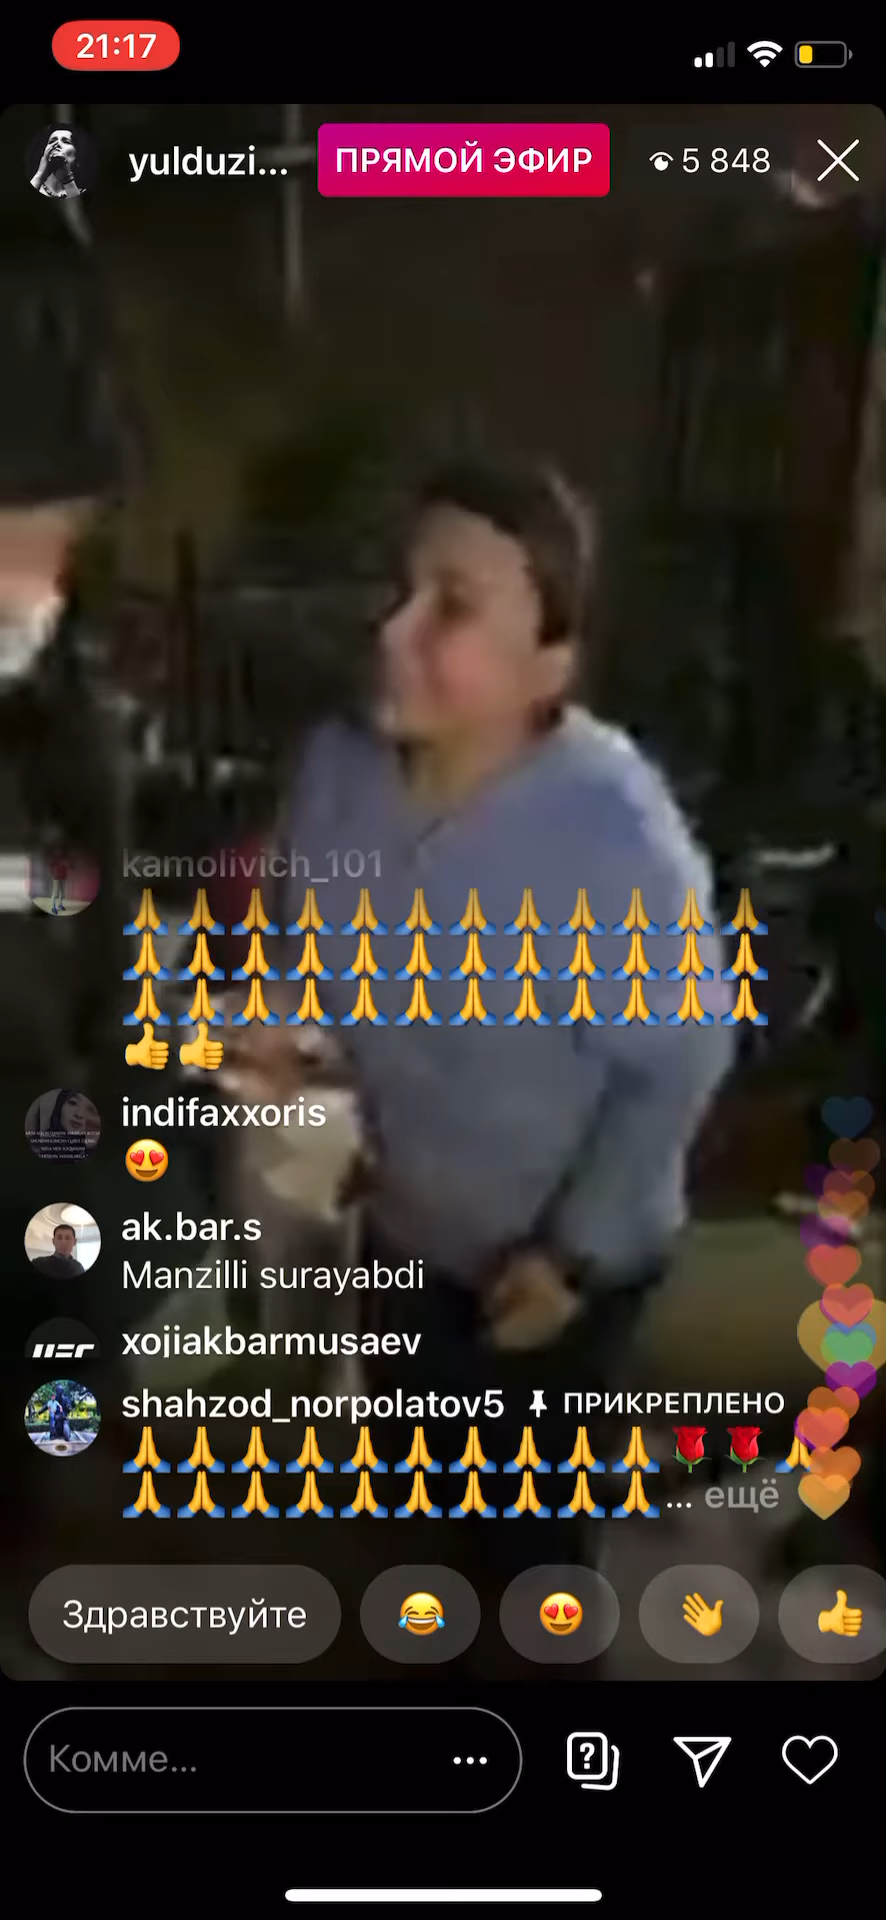 21:17
yulduzi...
ПРЯМОЙ ЭФИР
5 848
kamolivich_101
🙏🙏🙏🙏🙏🙏🙏🙏🙏🙏🙏🙏
🙏🙏🙏🙏🙏🙏🙏🙏🙏🙏🙏🙏
🙏🙏🙏🙏🙏🙏🙏🙏🙏🙏🙏🙏
👍👍
indifaxxoris
😍
ak.bar.s
Manzilli surayabdi
xojiakbarmusaev
shahzod_norpolatov5 📌 ПРИКРЕПЛЕНО
🙏🙏🙏🙏🙏🙏🙏🙏🙏🙏🌹🌹🙏
🙏🙏🙏🙏🙏🙏🙏🙏🙏🙏... ещё
Здравствуйте 😂 😍 👋 👍
Комме...